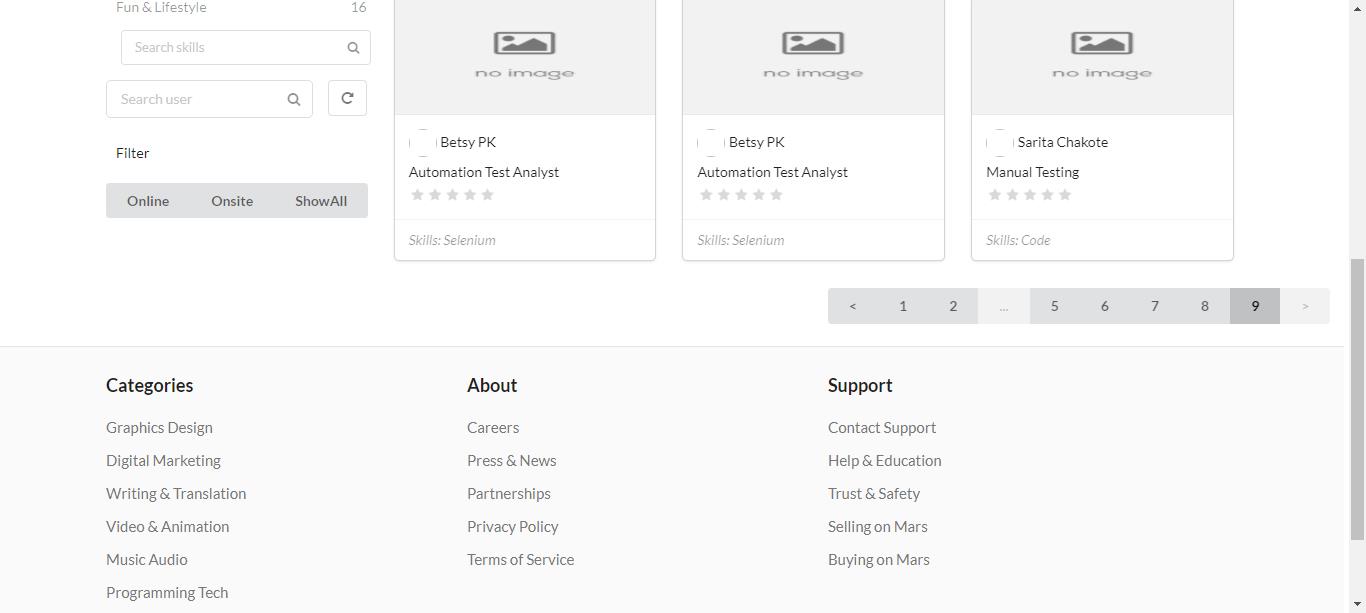 Fun & Lifestyle 16
Search skills
Search user
Filter
Online Onsite ShowAll
no image
Betsy PK
Automation Test Analyst
Skills: Selenium
no image
Betsy PK
Automation Test Analyst
Skills: Selenium
no image
Sarita Chakote
Manual Testing
Skills: Code
< 1 2 ... 5 6 7 8 9 >
Categories
Graphics Design
Digital Marketing
Writing & Translation
Video & Animation
Music Audio
Programming Tech
About
Careers
Press & News
Partnerships
Privacy Policy
Terms of Service
Support
Contact Support
Help & Education
Trust & Safety
Selling on Mars
Buying on Mars